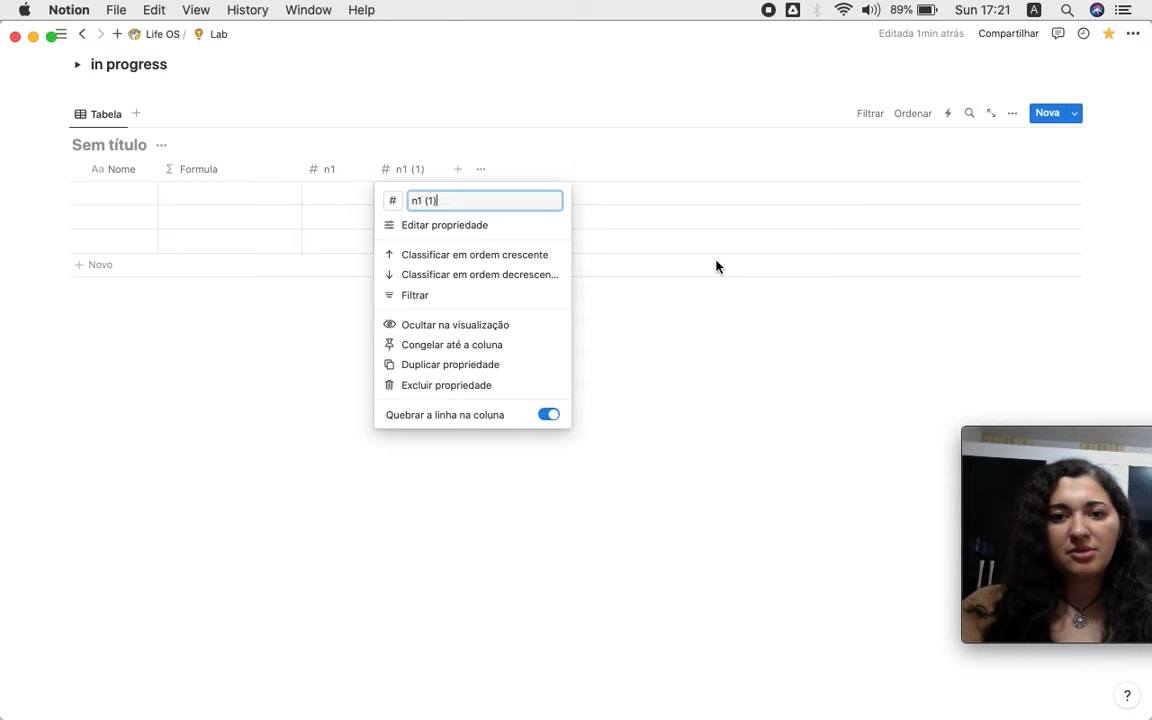 Notion File Edit View History Window Help 89% Sun 17:21 A
Life OS / Lab Editada 1min atrás Compartilhar
in progress
Tabela Filtrar Ordenar Nova
Sem título
Aa Nome Σ Formula # n1 # n1 (1)
# n1 (1)
Editar propriedade
Classificar em ordem crescente
Classificar em ordem decrescen...
Filtrar
Ocultar na visualização
Congelar até a coluna
Duplicar propriedade
Excluir propriedade
Quebrar a linha na coluna
+ Novo
?